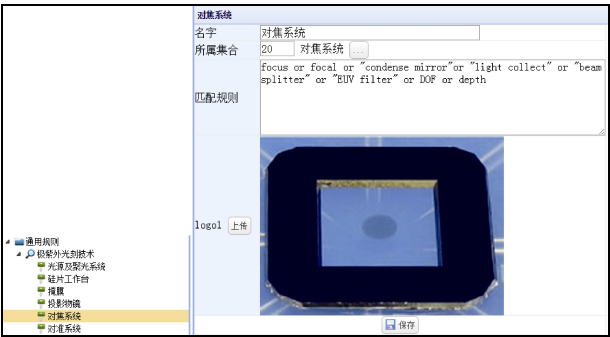 对焦系统
名字 对焦系统
所属集合 20 对焦系统 ...
匹配规则
focus or focal or "condense mirror"or "light collect" or "beam
splitter" or "EUV filter" or DOF or depth
logo1 上传
通用规则
极紫外光刻技术
光源及聚光系统
硅片工作台
掩膜
投影物镜
对焦系统
对准系统
保存